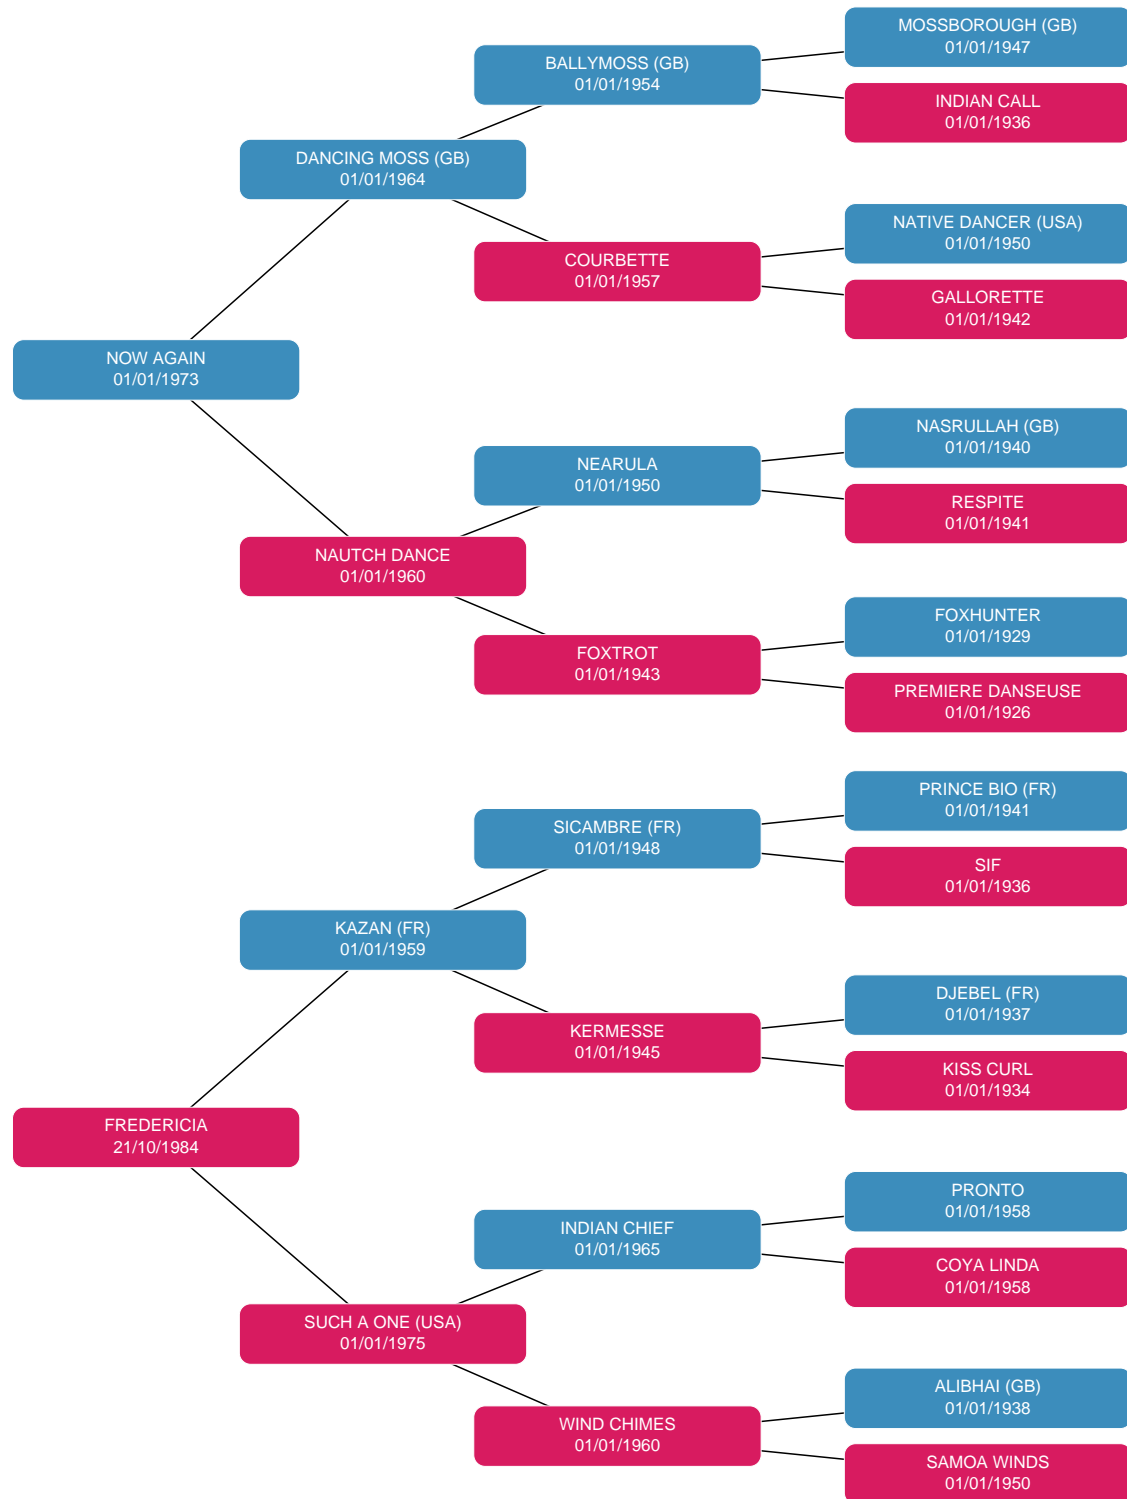 MOSSBOROUGH (GB)
01/01/1947
BALLYMOSS (GB)
01/01/1954
INDIAN CALL
01/01/1936
DANCING MOSS (GB)
01/01/1964
NATIVE DANCER (USA)
01/01/1950
COURBETTE
01/01/1957
GALLORETTE
01/01/1942
NOW AGAIN
01/01/1973
NASRULLAH (GB)
01/01/1940
NEARULA
01/01/1950
RESPITE
01/01/1941
NAUTCH DANCE
01/01/1960
FOXHUNTER
01/01/1929
FOXTROT
01/01/1943
PREMIERE DANSEUSE
01/01/1926
PRINCE BIO (FR)
01/01/1941
SICAMBRE (FR)
01/01/1948
SIF
01/01/1936
KAZAN (FR)
01/01/1959
DJEBEL (FR)
01/01/1937
KERMESSE
01/01/1945
KISS CURL
01/01/1934
FREDERICIA
21/10/1984
PRONTO
01/01/1958
INDIAN CHIEF
01/01/1965
COYA LINDA
01/01/1958
SUCH A ONE (USA)
01/01/1975
ALIBHAI (GB)
01/01/1938
WIND CHIMES
01/01/1960
SAMOA WINDS
01/01/1950